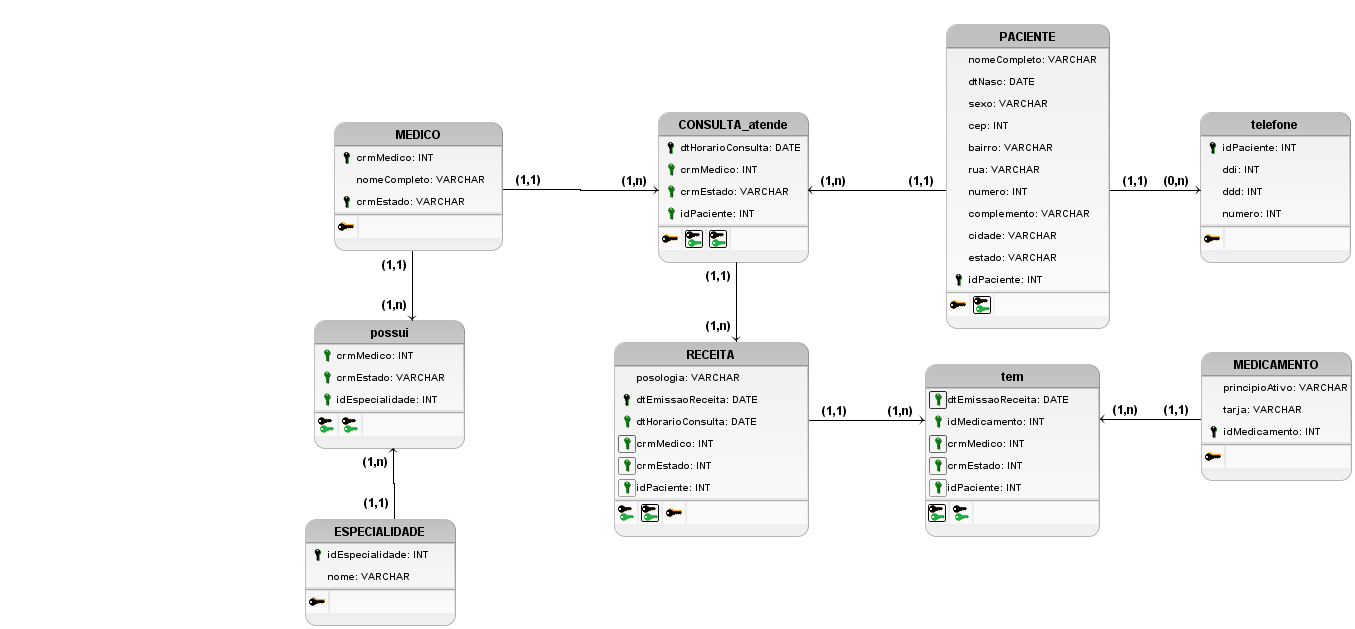 PACIENTE
nomeCompleto: VARCHAR
dtNasc: DATE
sexo: VARCHAR
cep: INT
bairro: VARCHAR
rua: VARCHAR
numero: INT
complemento: VARCHAR
cidade: VARCHAR
estado: VARCHAR
idPaciente: INT
MEDICO
crmMedico: INT
nomeCompleto: VARCHAR
crmEstado: VARCHAR
(1,1)
(1,n)
CONSULTA_atende
dtHorarioConsulta: DATE
crmMedico: INT
crmEstado: VARCHAR
idPaciente: INT
(1,n)
(1,1)
(1,1)
(0,n)
telefone
idPaciente: INT
ddi: INT
ddd: INT
numero: INT
(1,1)
(1,n)
possui
crmMedico: INT
crmEstado: VARCHAR
idEspecialidade: INT
(1,n)
(1,1)
ESPECIALIDADE
idEspecialidade: INT
nome: VARCHAR
(1,1)
(1,n)
RECEITA
posologia: VARCHAR
dtEmissaoReceita: DATE
dtHorarioConsulta: DATE
crmMedico: INT
crmEstado: INT
idPaciente: INT
(1,1)
(1,n)
tem
dtEmissaoReceita: DATE
idMedicamento: INT
crmMedico: INT
crmEstado: INT
idPaciente: INT
(1,n)
(1,1)
MEDICAMENTO
principioAtivo: VARCHAR
tarja: VARCHAR
idMedicamento: INT